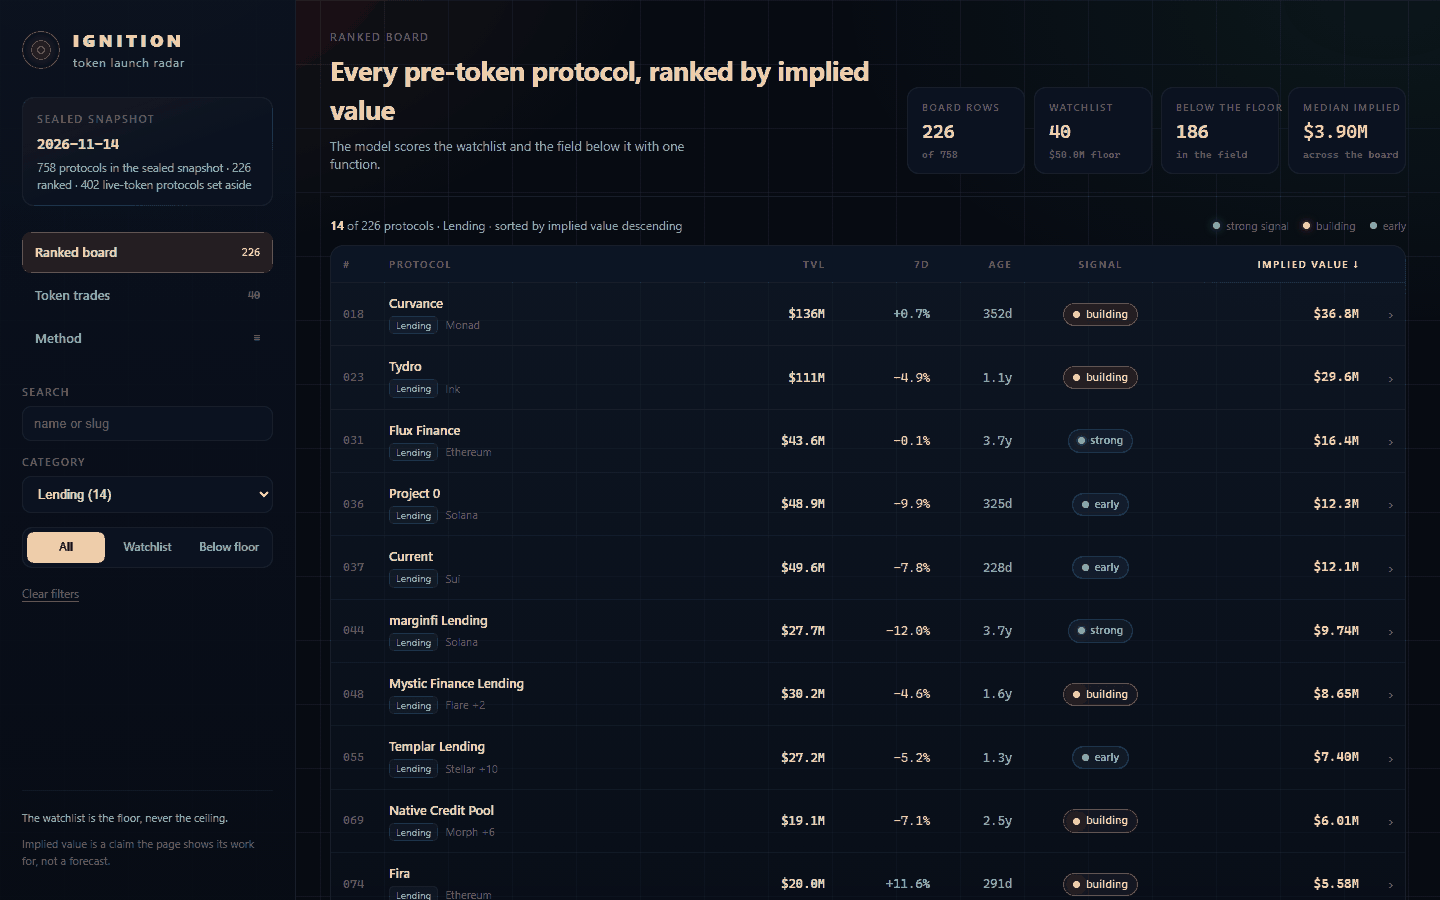 IGNITION
token launch radar
SEALED SNAPSHOT
2026-11-14
758 protocols in the sealed snapshot · 226
ranked · 402 live-token protocols set aside
Ranked board 226
Token trades 40
Method ≡
SEARCH
name or slug
CATEGORY
Lending (14)
All Watchlist Below floor
Clear filters
The watchlist is the floor, never the ceiling.
Implied value is a claim the page shows its work
for, not a forecast.
RANKED BOARD
Every pre-token protocol, ranked by implied
value
The model scores the watchlist and the field below it with one
function.
BOARD ROWS
226
of 758
WATCHLIST
40
$50.0M floor
BELOW THE FLOOR
186
in the field
MEDIAN IMPLIED
$3.90M
across the board
14 of 226 protocols · Lending · sorted by implied value descending
strong signal building early
# PROTOCOL TVL 7D AGE SIGNAL IMPLIED VALUE ↓
018 Curvance $136M +0.7% 352d building $36.8M ›
Lending Monad
023 Tydro $111M −4.9% 1.1y building $29.6M ›
Lending Ink
031 Flux Finance $43.6M −0.1% 3.7y strong $16.4M ›
Lending Ethereum
036 Project 0 $48.9M −9.9% 325d early $12.3M ›
Lending Solana
037 Current $49.6M −7.8% 228d early $12.1M ›
Lending Sui
044 marginfi Lending $27.7M −12.0% 3.7y strong $9.74M ›
Lending Solana
048 Mystic Finance Lending $30.2M −4.6% 1.6y building $8.65M ›
Lending Flare +2
055 Templar Lending $27.2M −5.2% 1.3y early $7.40M ›
Lending Stellar +10
069 Native Credit Pool $19.1M −7.1% 2.5y building $6.01M ›
Lending Morph +6
074 Fira $20.0M +11.6% 291d building $5.58M ›
Lending Ethereum